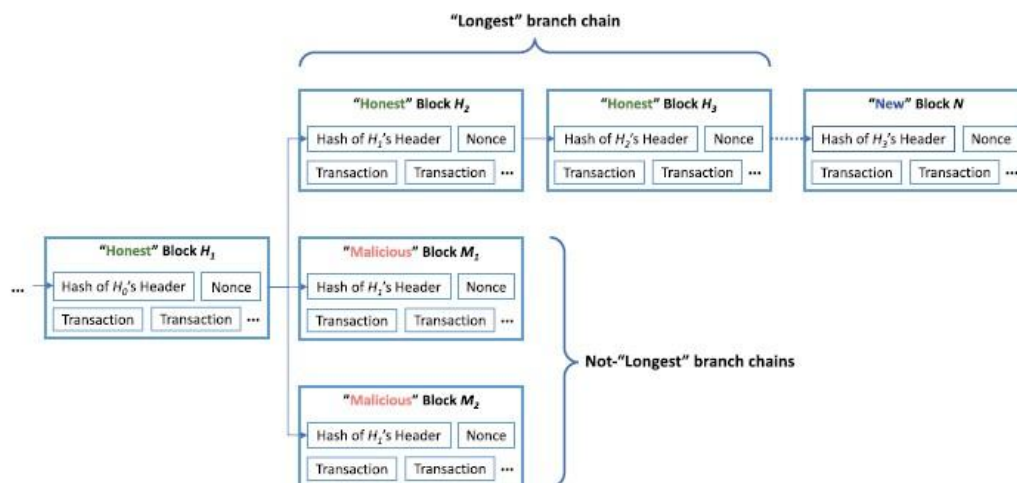 “Longest” branch chain
“Honest” Block H2
Hash of H1’s Header
Nonce
Transaction
Transaction
...
“Honest” Block H3
Hash of H2’s Header
Nonce
Transaction
Transaction
...
“New” Block N
Hash of H3’s Header
Nonce
Transaction
Transaction
...
...
“Honest” Block H1
Hash of H0’s Header
Nonce
Transaction
Transaction
...
“Malicious” Block M1
Hash of H1’s Header
Nonce
Transaction
Transaction
...
Not-“Longest” branch chains
“Malicious” Block M2
Hash of H1’s Header
Nonce
Transaction
Transaction
...